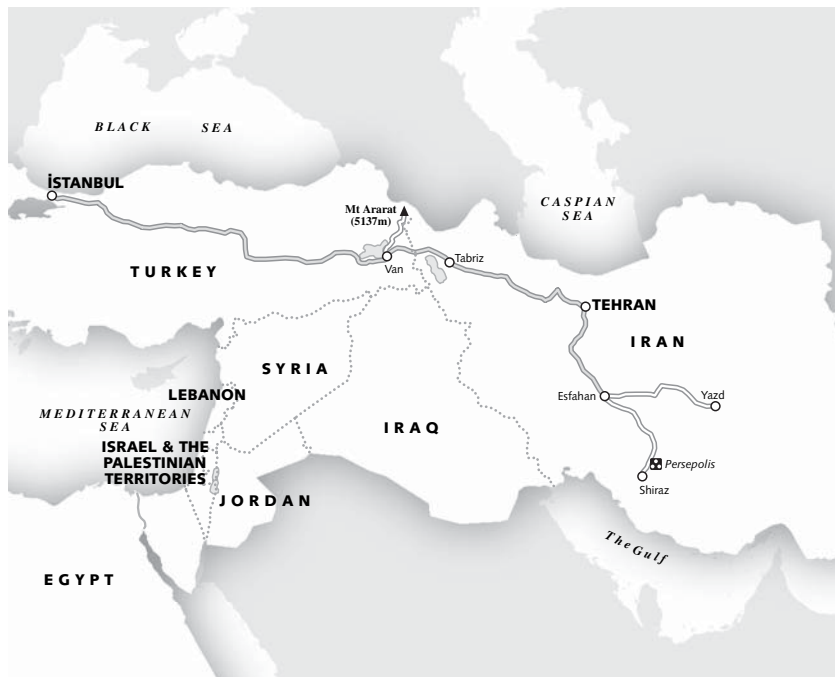 BLACK SEA
İSTANBUL
CASPIAN
SEA
Mt Ararat
(5137m)
Van
Tabriz
TURKEY
TEHRAN
IRAN
SYRIA
LEBANON
Esfahan
Yazd
MEDITERRANEAN
SEA
IRAQ
ISRAEL & THE
PALESTINIAN
TERRITORIES
Persepolis
Shiraz
JORDAN
The Gulf
EGYPT